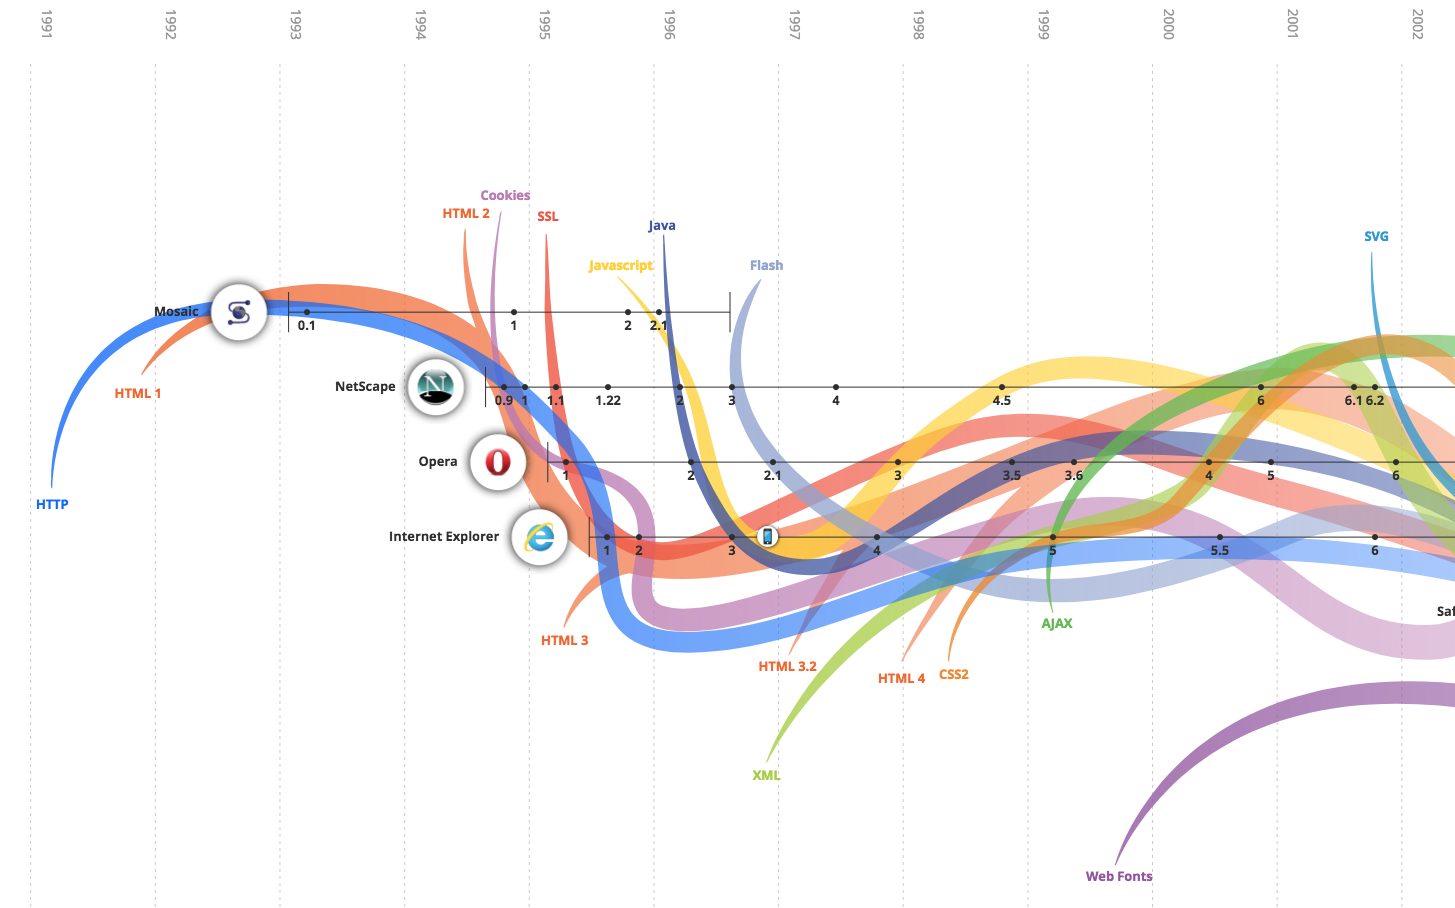 1991
1992
1993
1994
1995
1996
1997
1998
1999
2000
2001
2002
Cookies
HTML 2
SSL
Java
SVG
Javascript
Flash
Mosaic
0.1
1
2
2.1
HTML 1
NetScape
N
0.9
1
1.1
1.22
2
3
4
4.5
6
6.1
6.2
Opera
1
2
2.1
3
3.5
3.6
4
5
6
HTTP
Internet Explorer
1
2
3
4
5
5.5
6
HTML 3
AJAX
Saf
HTML 3.2
HTML 4
CSS2
XML
Web Fonts